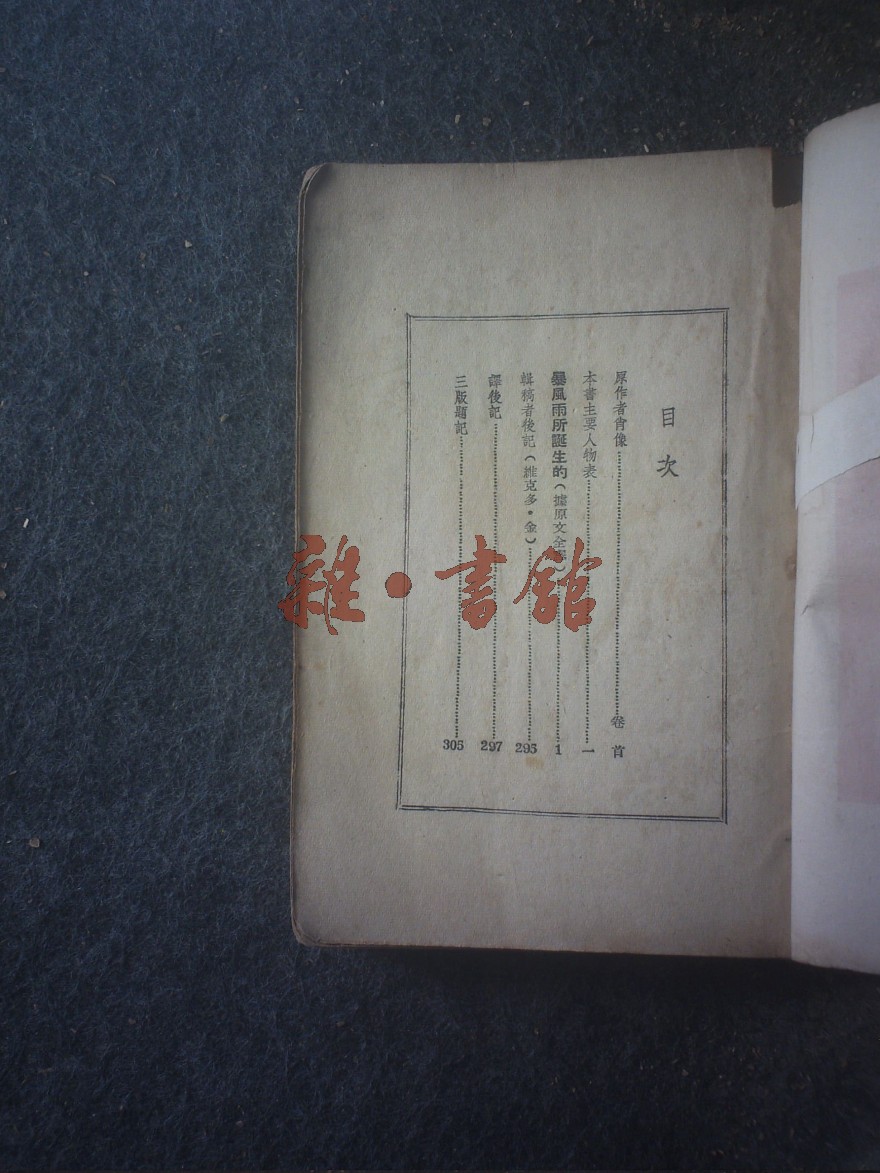 目次
原作者肖像……卷首
本書主要人物表……一
暴風雨所誕生的(據原文全譯)……1
輯稿者後記(維克多·金)……295
譯後記……297
三版題記……305
雜·書館